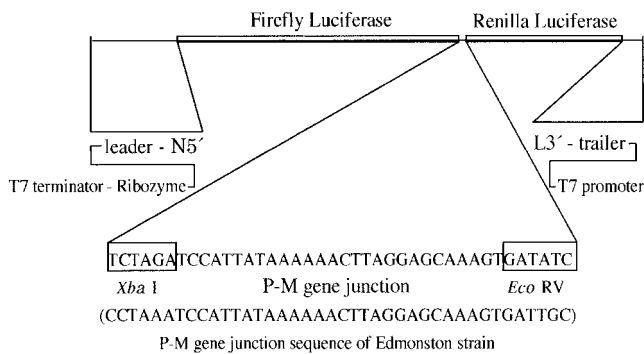 Firefly Luciferase Renilla Luciferase
leader - N5´ L3´ - trailer
T7 terminator - Ribozyme T7 promoter
TCTAGATCCATTATAAAAAACTTAGGAGCAAAGTGATATC
Xba I P-M gene junction Eco RV
(CCTAAATCCATTATAAAAAACTTAGGAGCAAAGTGATTGC)
P-M gene junction sequence of Edmonston strain